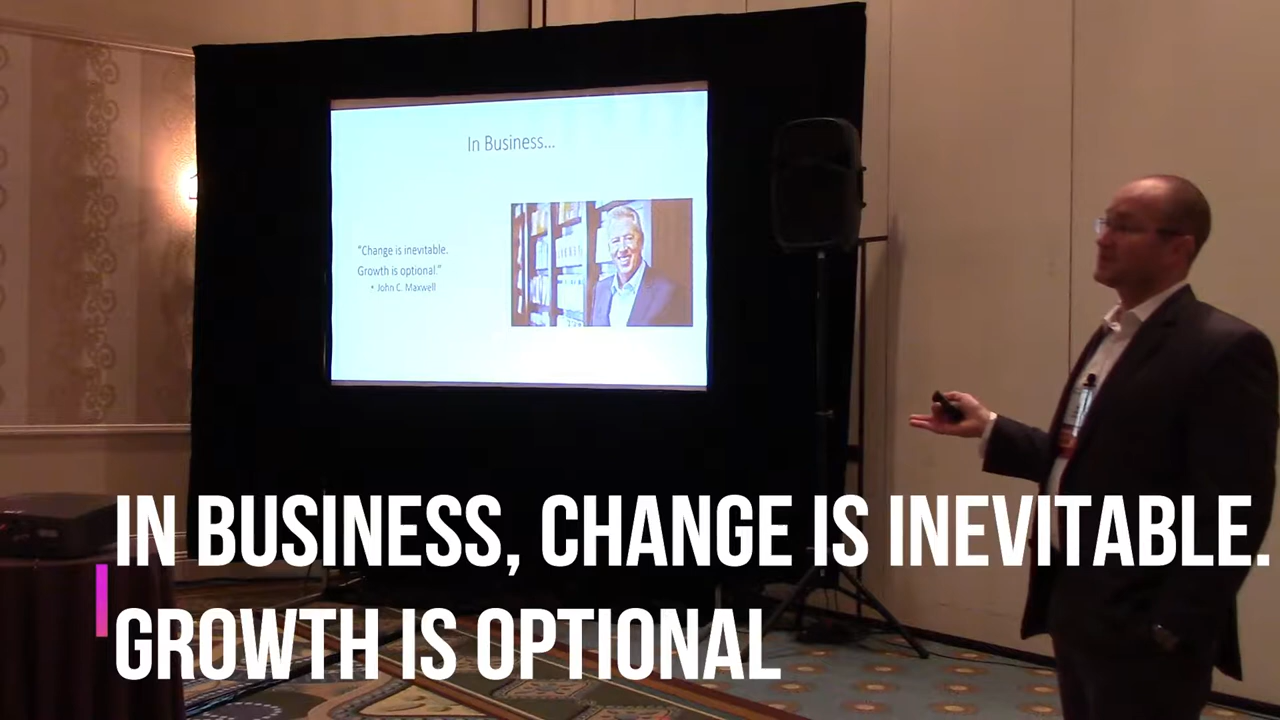 In Business...
"Change is inevitable.
Growth is optional."
• John C. Maxwell
IN BUSINESS, CHANGE IS INEVITABLE.
GROWTH IS OPTIONAL